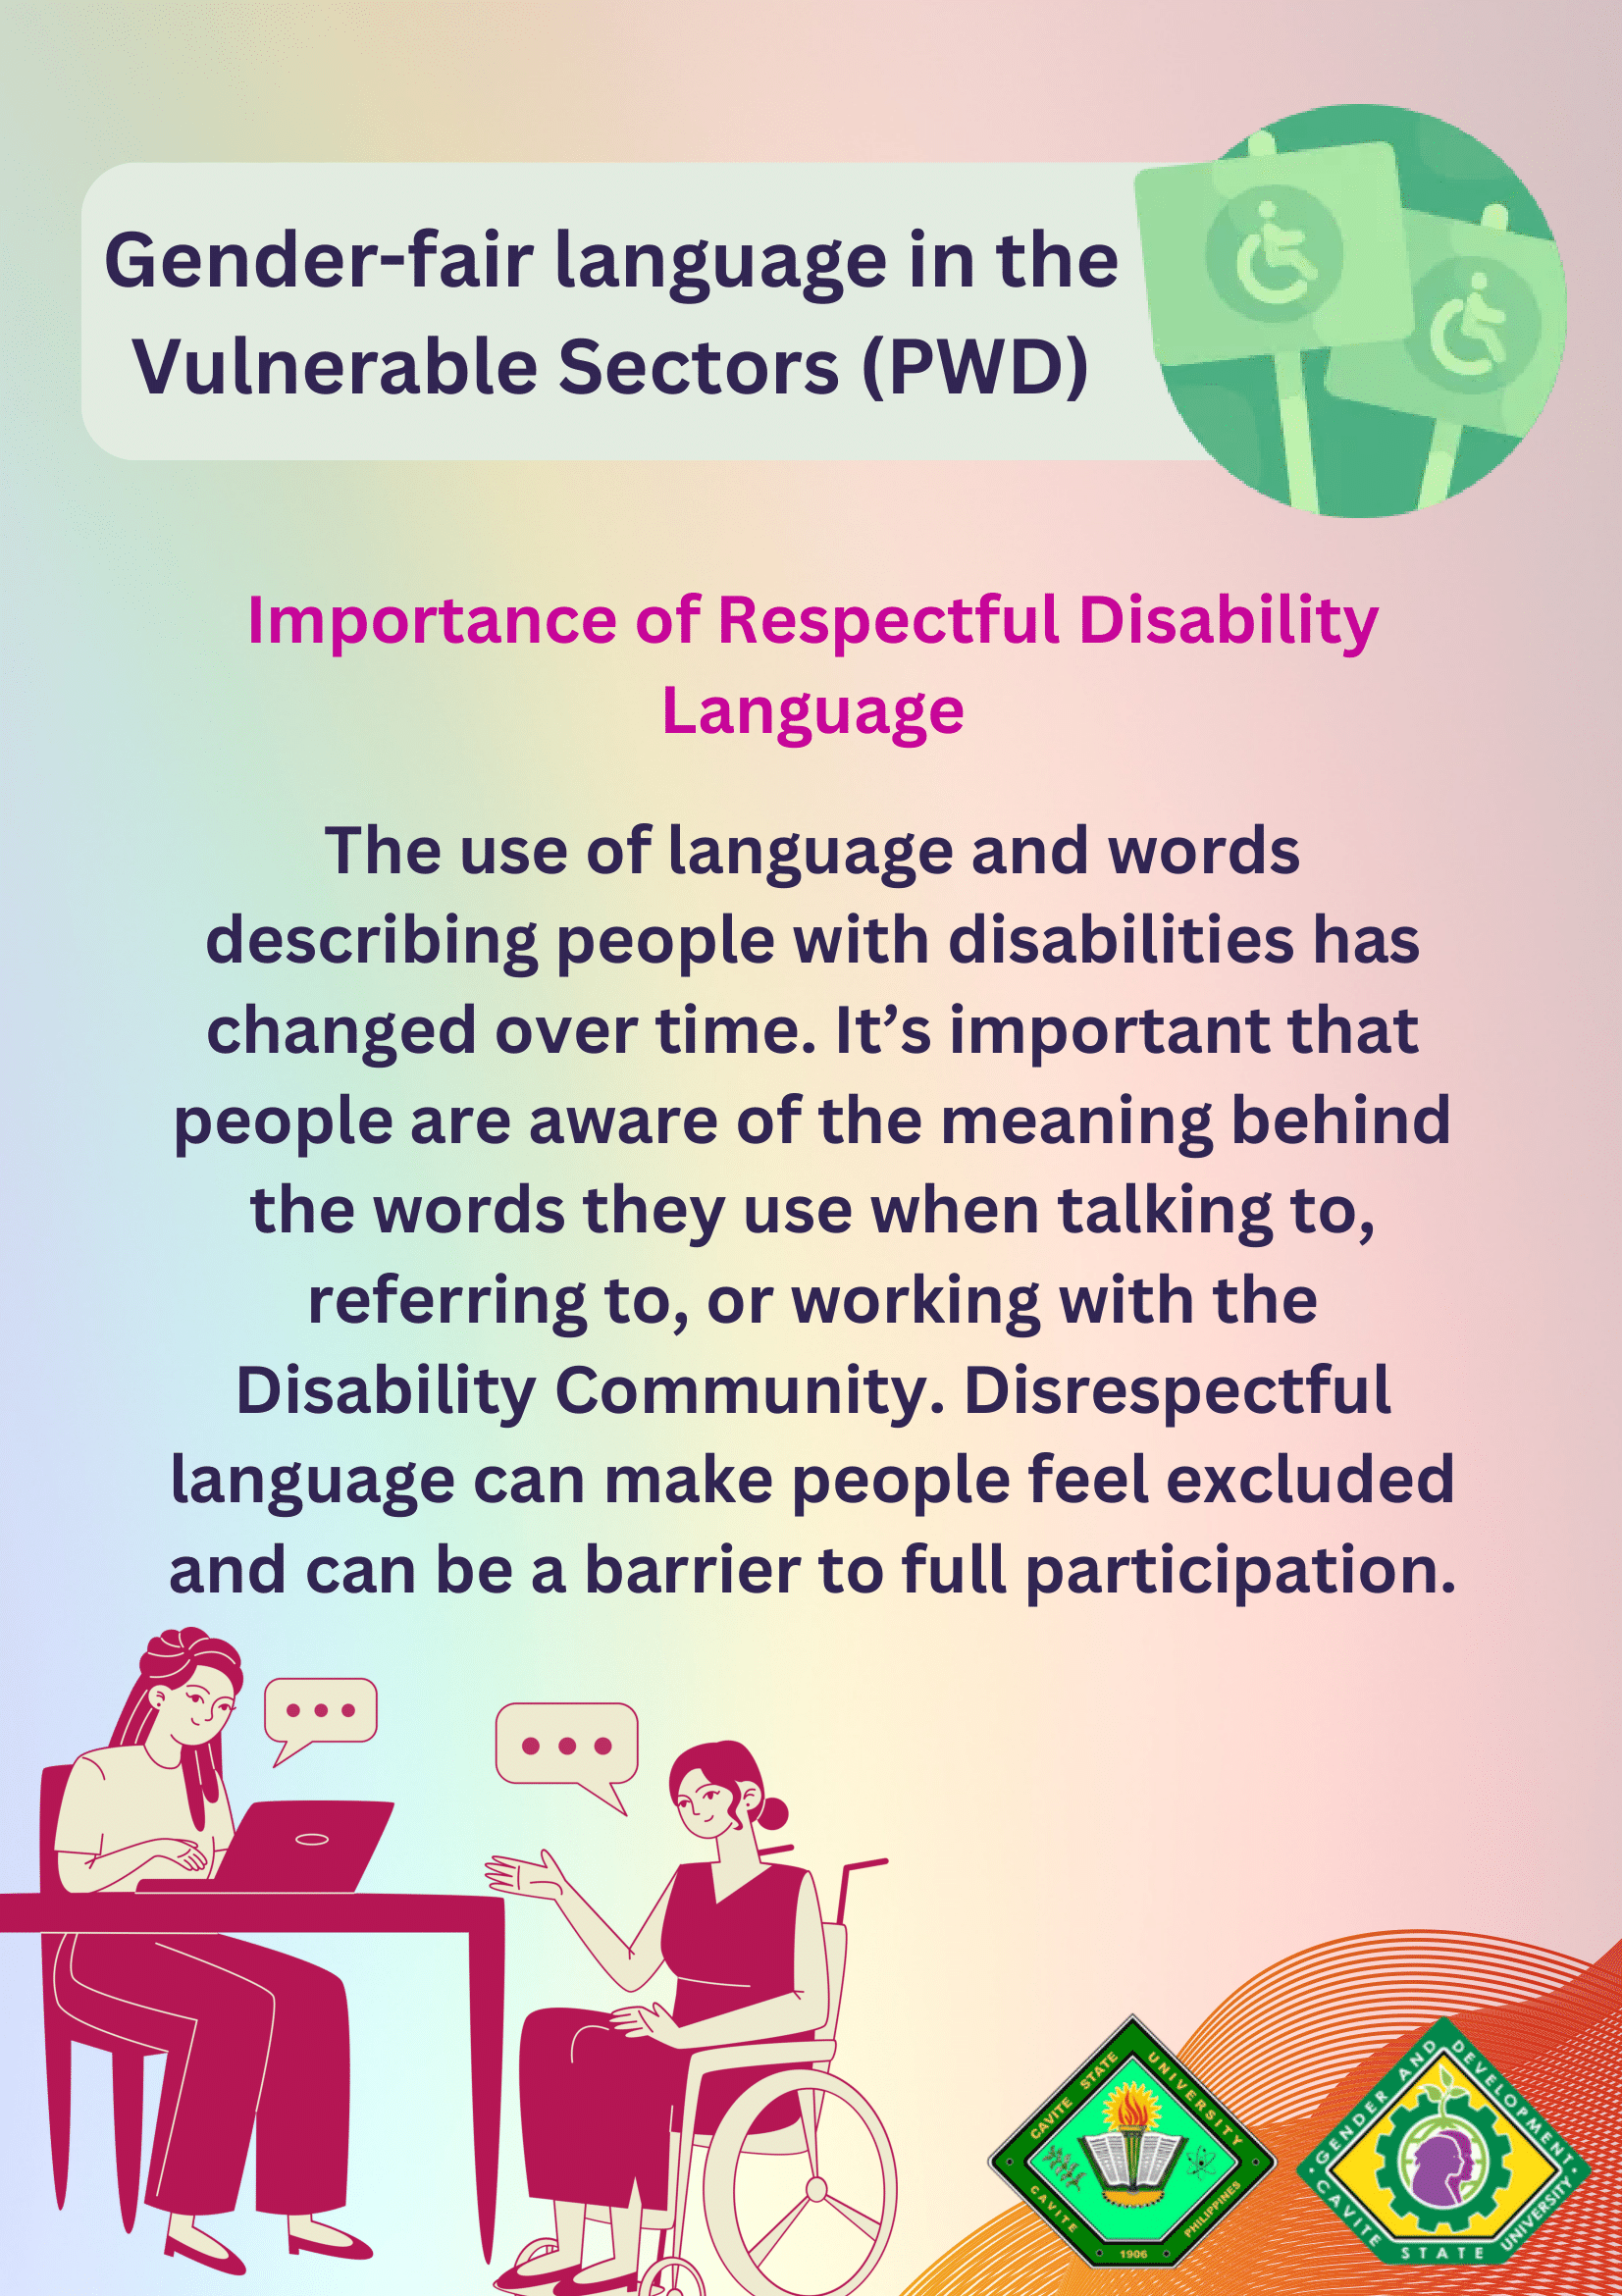 Gender-fair language in the
Vulnerable Sectors (PWD)
Importance of Respectful Disability
Language
The use of language and words
describing people with disabilities has
changed over time. It’s important that
people are aware of the meaning behind
the words they use when talking to,
referring to, or working with the
Disability Community. Disrespectful
language can make people feel excluded
and can be a barrier to full participation.
CAVITE STATE UNIVERSITY
CAVITE
PHILIPPINES
1906
GENDER AND DEVELOPMENT
CAVITE STATE UNIVERSITY